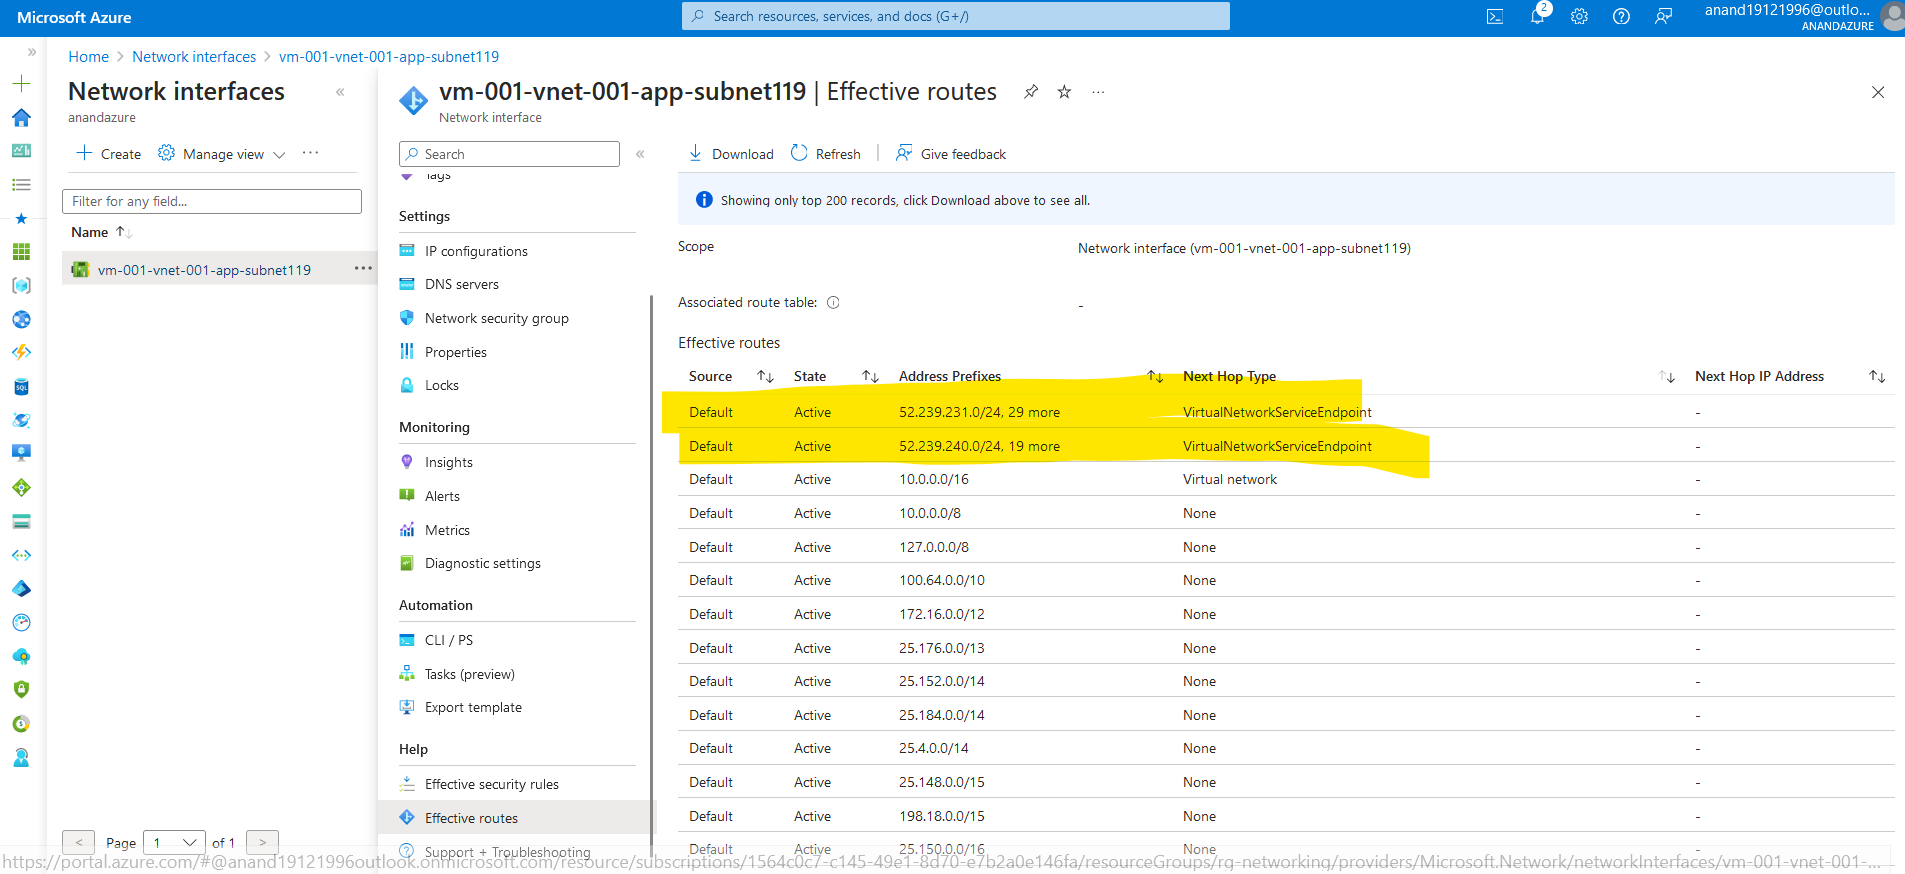 Microsoft Azure
Search resources, services, and docs (G+/)
2
anand19121996@outlo...
ANANDAZURE
Home > Network interfaces > vm-001-vnet-001-app-subnet119
Network interfaces
anandazure
Create
Manage view
Filter for any field...
Name
vm-001-vnet-001-app-subnet119
Page 1 of 1
vm-001-vnet-001-app-subnet119 | Effective routes
Network interface
Search
Tags
Settings
IP configurations
DNS servers
Network security group
Properties
Locks
Monitoring
Insights
Alerts
Metrics
Diagnostic settings
Automation
CLI / PS
Tasks (preview)
Export template
Help
Effective security rules
Effective routes
Support + Troubleshooting
Download Refresh Give feedback
Showing only top 200 records, click Download above to see all.
Scope Network interface (vm-001-vnet-001-app-subnet119)
Associated route table: -
Effective routes
Source State Address Prefixes Next Hop Type Next Hop IP Address
Default Active 52.239.231.0/24, 29 more VirtualNetworkServiceEndpoint -
Default Active 52.239.240.0/24, 19 more VirtualNetworkServiceEndpoint -
Default Active 10.0.0.0/16 Virtual network -
Default Active 10.0.0.0/8 None -
Default Active 127.0.0.0/8 None -
Default Active 100.64.0.0/10 None -
Default Active 172.16.0.0/12 None -
Default Active 25.176.0.0/13 None -
Default Active 25.152.0.0/14 None -
Default Active 25.184.0.0/14 None -
Default Active 25.4.0.0/14 None -
Default Active 25.148.0.0/15 None -
Default Active 198.18.0.0/15 None -
Default Active 25.150.0.0/16 None -
https://portal.azure.com/#@anand19121996outlook.onmicrosoft.com/resource/subscriptions/1564c0c7-c145-49e1-8d70-e7b2a0e146fa/resourceGroups/rg-networking/providers/Microsoft.Network/networkInterfaces/vm-001-vnet-001-...